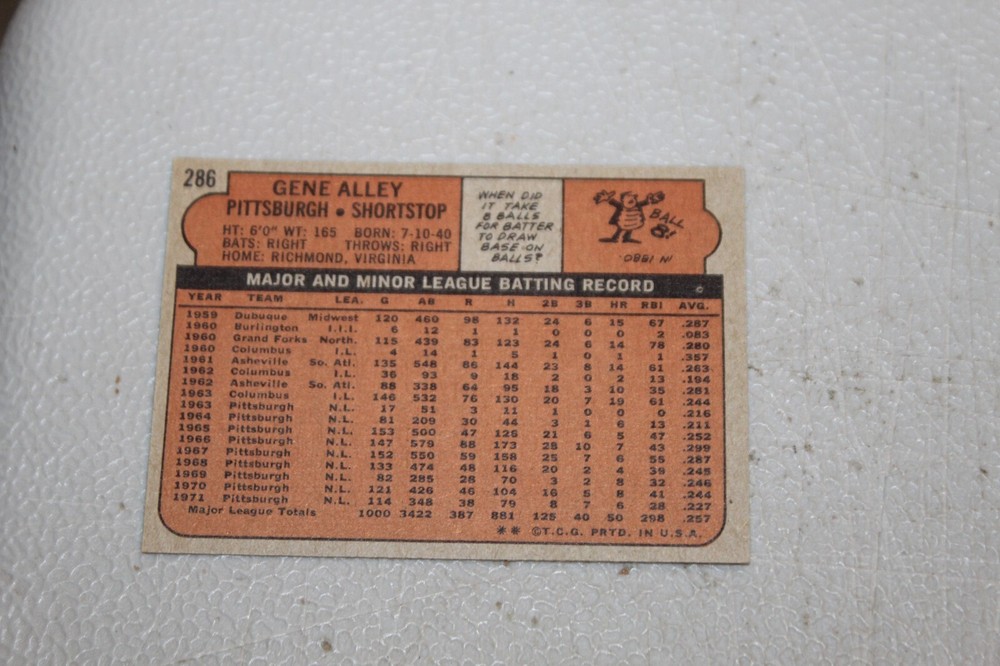 286
GENE ALLEY
PITTSBURGH • SHORTSTOP
HT: 6'0" WT: 165 BORN: 7-10-40
BATS: RIGHT THROWS: RIGHT
HOME: RICHMOND, VIRGINIA
WHEN DID
IT TAKE
8 BALLS
FOR BATTER
TO DRAW
BASE ON
BALLS?
BALL
8!
IN 1880
MAJOR AND MINOR LEAGUE BATTING RECORD
YEAR TEAM LEA. G AB R H 2B 3B HR RBI AVG.
1959 Dubuque Midwest 120 460 98 132 24 6 15 67 .287
1960 Burlington I.I.I. 6 12 1 1 0 0 0 2 .083
1960 Grand Forks North. 115 439 83 123 24 6 14 78 .280
1960 Columbus I.L. 4 14 1 5 1 0 1 1 .357
1961 Asheville So. Atl. 135 548 86 144 23 8 14 61 .263
1962 Columbus I.L. 36 93 9 18 2 0 2 13 .194
1962 Asheville So. Atl. 88 338 64 95 18 3 10 35 .281
1963 Columbus I.L. 146 532 76 130 20 7 19 61 .244
1963 Pittsburgh N.L. 17 51 3 11 1 0 0 0 .216
1964 Pittsburgh N.L. 81 209 30 44 3 1 6 13 .211
1965 Pittsburgh N.L. 153 500 47 126 21 6 5 47 .252
1966 Pittsburgh N.L. 147 579 88 173 28 10 7 43 .299
1967 Pittsburgh N.L. 152 550 59 158 25 7 6 55 .287
1968 Pittsburgh N.L. 133 474 48 116 20 2 4 39 .245
1969 Pittsburgh N.L. 82 285 28 70 3 2 8 32 .246
1970 Pittsburgh N.L. 121 426 46 104 16 5 8 41 .244
1971 Pittsburgh N.L. 114 348 38 79 8 7 6 28 .227
Major League Totals 1000 3422 387 881 125 40 50 298 .257
** ©T.C.G. PRTD. IN U.S.A.